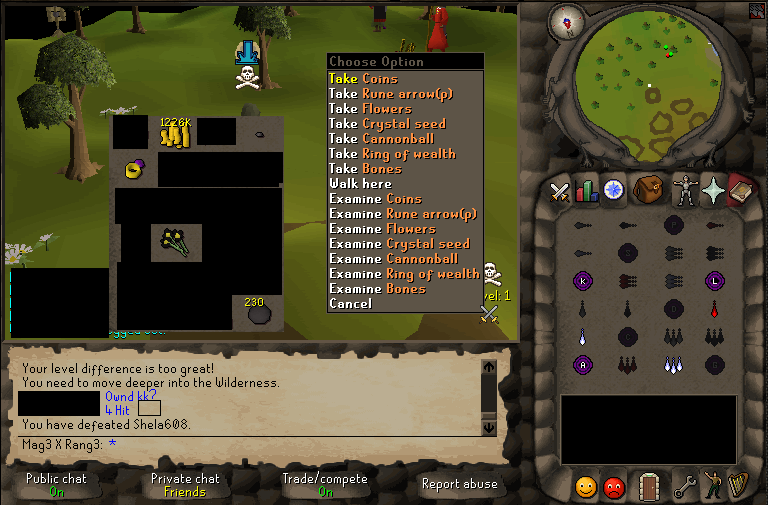 Choose Option
Take Coins
Take Rune arrow(p)
Take Flowers
Take Crystal seed
Take Cannonball
Take Ring of wealth
Take Bones
Walk here
Examine Coins
Examine Rune arrow(p)
Examine Flowers
Examine Crystal seed
Examine Cannonball
Examine Ring of wealth
Examine Bones
Cancel
1226K
230
Level: 1
Your level difference is too great!
You need to move deeper into the Wilderness.
Ownd kk?
4 Hit
You have defeated Shela608.
Mag3 X Rang3: *
Public chat
On
Private chat
Friends
Trade/compete
On
Report abuse
P
S
K
L
A